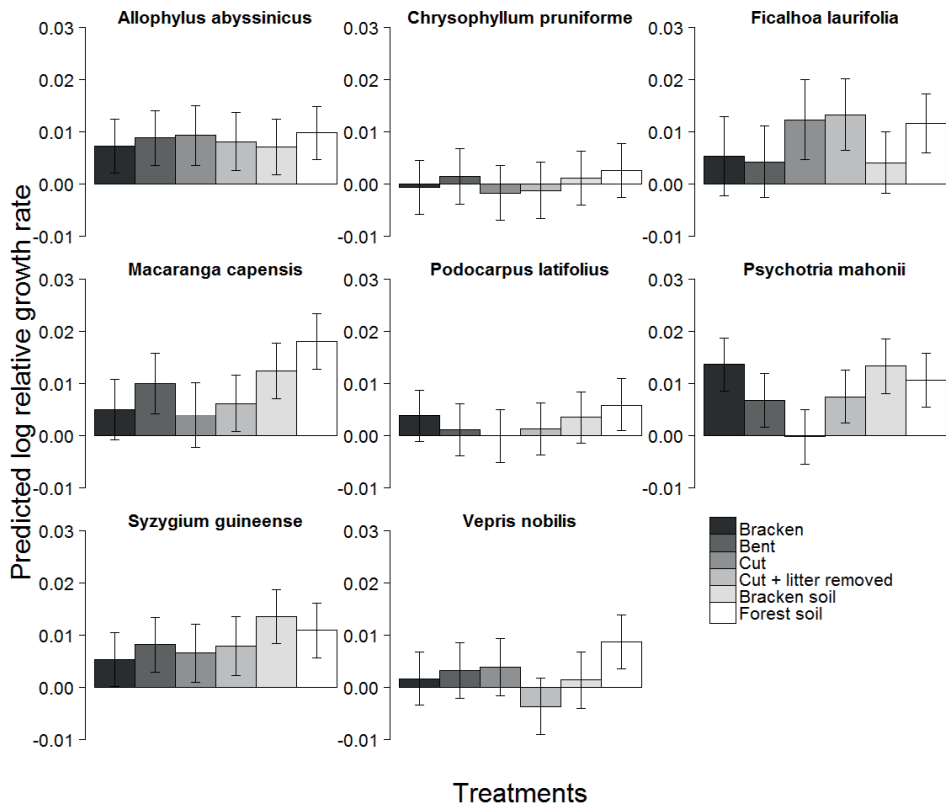 Allophylus abyssinicus
Chrysophyllum pruniforme
Ficalhoa laurifolia
0.03 0.03 0.03
0.02 0.02 0.02
0.01 0.01 0.01
0.00 0.00 0.00
-0.01 -0.01 -0.01
Predicted log relative growth rate
Macaranga capensis
Podocarpus latifolius
Psychotria mahonii
0.03 0.03 0.03
0.02 0.02 0.02
0.01 0.01 0.01
0.00 0.00 0.00
-0.01 -0.01 -0.01
Syzygium guineense
Vepris nobilis
0.03 0.03
0.02 0.02
0.01 0.01
0.00 0.00
-0.01 -0.01
Bracken
Bent
Cut
Cut + litter removed
Bracken soil
Forest soil
Treatments